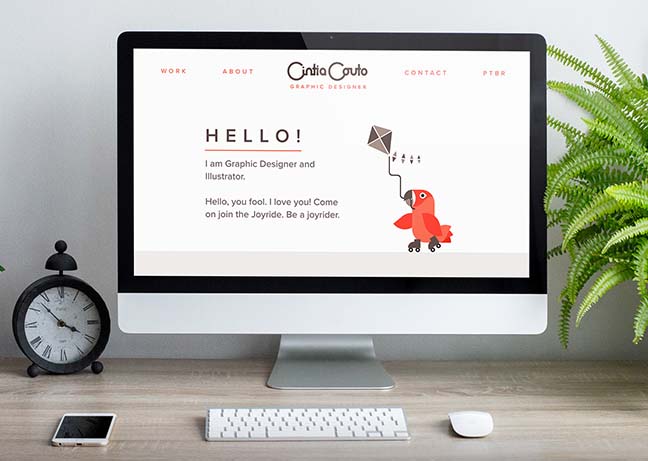 WORK ABOUT Cintia Couto CONTACT PTBR
GRAPHIC DESIGNER
HELLO!
I am Graphic Designer and
Illustrator.
Hello, you fool. I love you! Come
on join the Joyride. Be a joyrider.